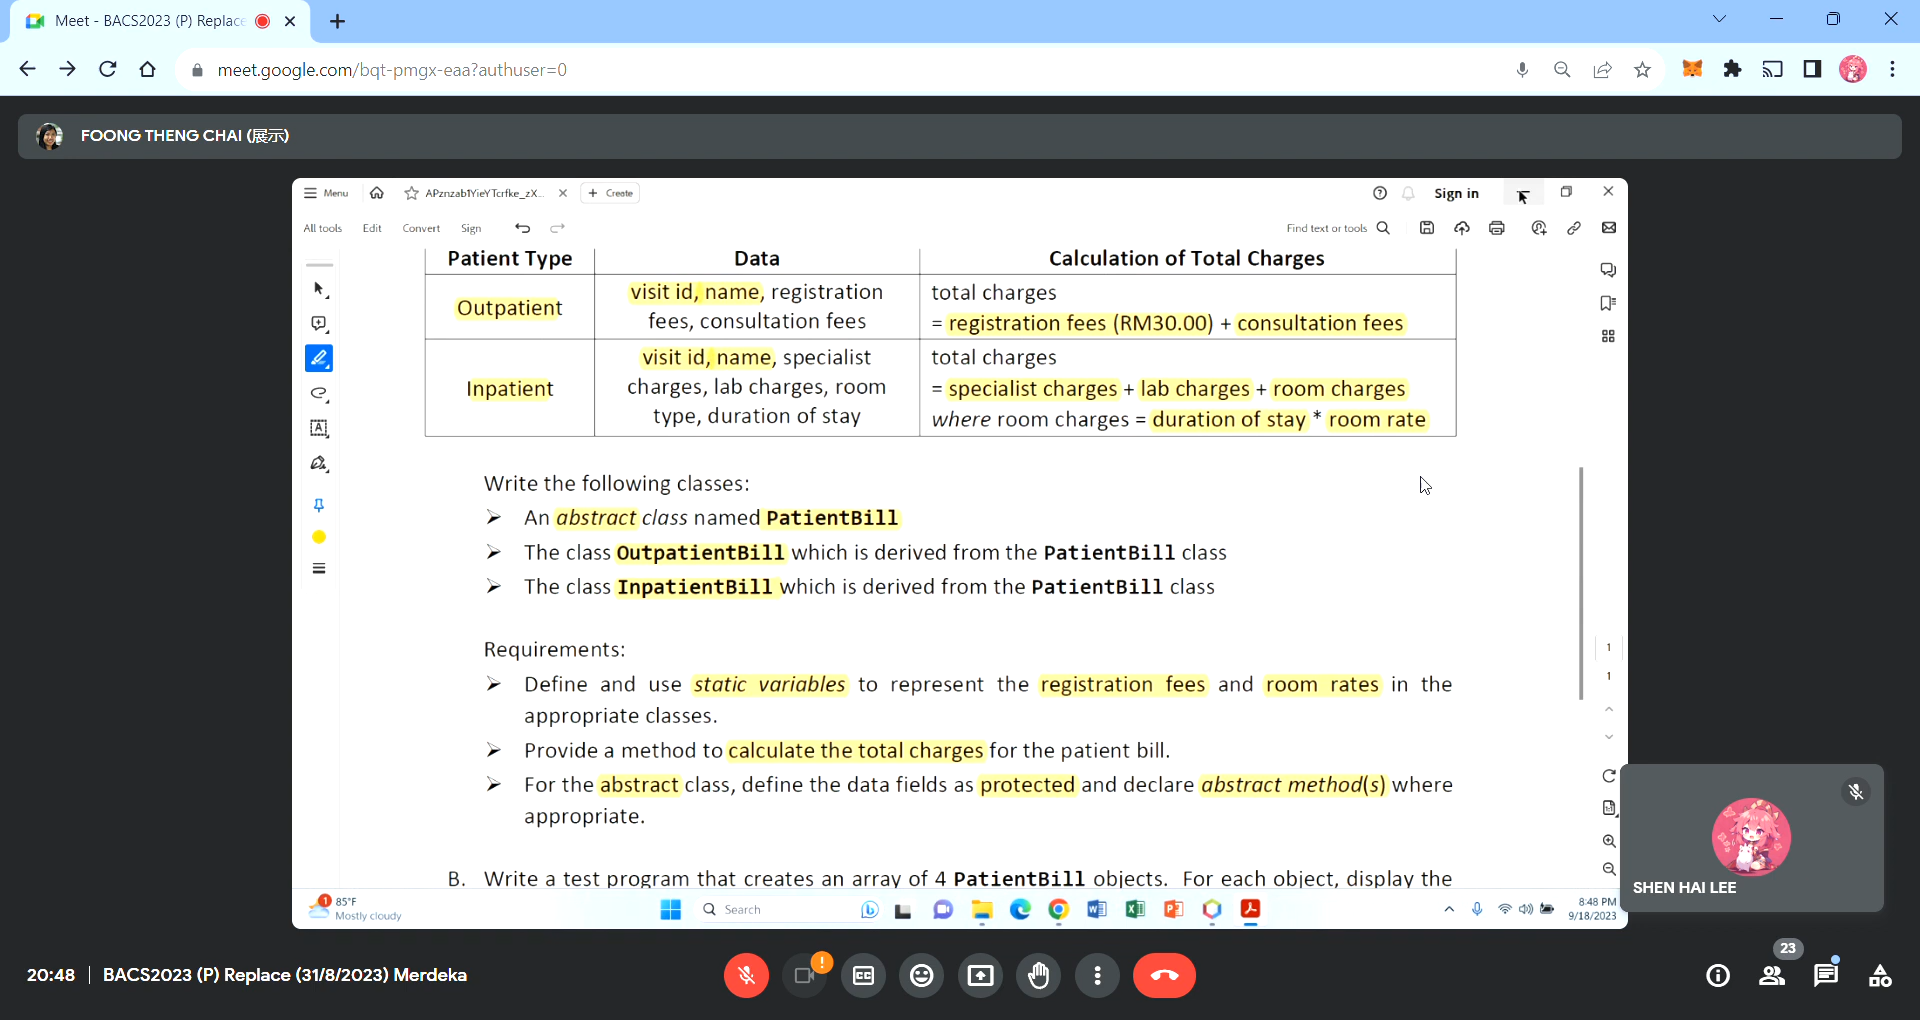 Meet - BACS2023 (P) Replace
meet.google.com/bqt-pmgx-eaa?authuser=0
FOONG THENG CHAI (展示)
Menu
APznzab1YieYTcrfke_zX...
Create
Sign in
All tools
Edit
Convert
Sign
Find text or tools
Patient Type Data Calculation of Total Charges
Outpatient
visit id, name, registration
fees, consultation fees
total charges
= registration fees (RM30.00) + consultation fees
Inpatient
visit id, name, specialist
charges, lab charges, room
type, duration of stay
total charges
= specialist charges + lab charges + room charges
where room charges = duration of stay * room rate
Write the following classes:
➢ An abstract class named PatientBill
➢ The class OutpatientBill which is derived from the PatientBill class
➢ The class InpatientBill which is derived from the PatientBill class
Requirements:
➢ Define and use static variables to represent the registration fees and room rates in the
appropriate classes.
➢ Provide a method to calculate the total charges for the patient bill.
➢ For the abstract class, define the data fields as protected and declare abstract method(s) where
appropriate.
B. Write a test program that creates an array of 4 PatientBill objects. For each object, display the
1
1
SHEN HAI LEE
1
85°F
Mostly cloudy
Search
8:48 PM
9/18/2023
20:48 | BACS2023 (P) Replace (31/8/2023) Merdeka
23